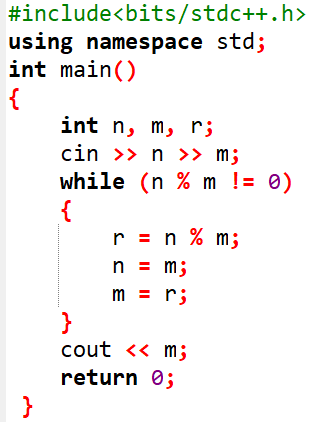 #include<bits/stdc++.h>
using namespace std;
int main()
{
    int n, m, r;
    cin >> n >> m;
    while (n % m != 0)
    {
        r = n % m;
        n = m;
        m = r;
    }
    cout << m;
    return 0;
}